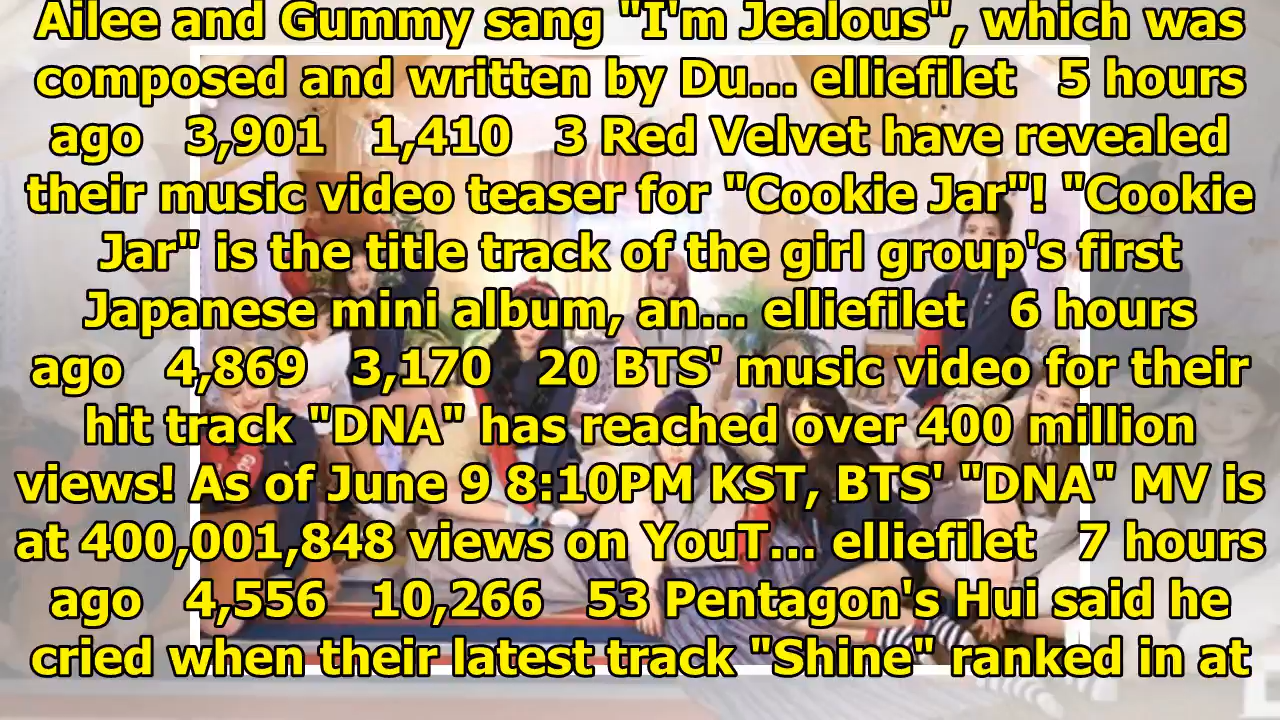 Ailee and Gummy sang "I'm Jealous", which was
composed and written by Du... elliefilet 5 hours
ago 3,901 1,410 3 Red Velvet have revealed
their music video teaser for "Cookie Jar"! "Cookie
Jar" is the title track of the girl group's first
Japanese mini album, an... elliefilet 6 hours
ago 4,869 3,170 20 BTS' music video for their
hit track "DNA" has reached over 400 million
views! As of June 9 8:10PM KST, BTS' "DNA" MV is
at 400,001,848 views on YouT... elliefilet 7 hours
ago 4,556 10,266 53 Pentagon's Hui said he
cried when their latest track "Shine" ranked in at